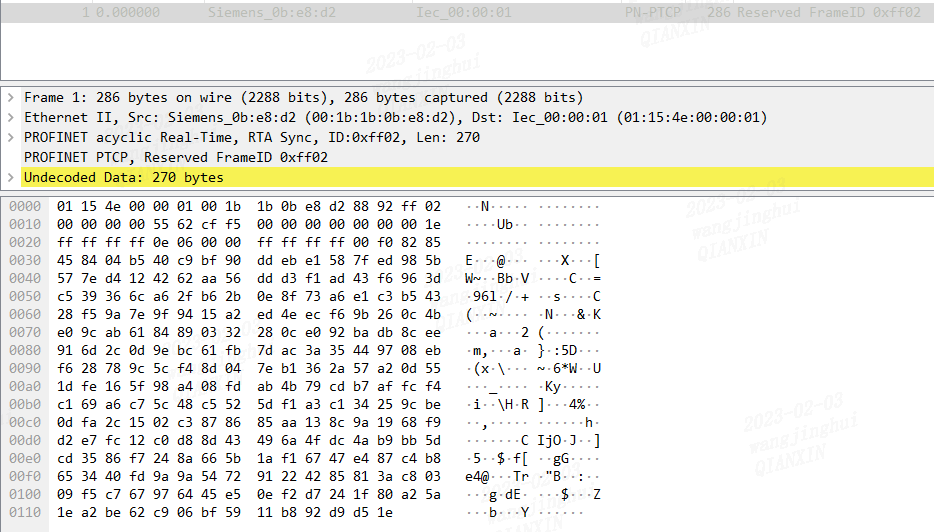 1 0.000000 Siemens_0b:e8:d2 Iec_00:00:01 PN-PTCP 286 Reserved FrameID 0xff02
Frame 1: 286 bytes on wire (2288 bits), 286 bytes captured (2288 bits)
Ethernet II, Src: Siemens_0b:e8:d2 (00:1b:1b:0b:e8:d2), Dst: Iec_00:00:01 (01:15:4e:00:00:01)
PROFINET acyclic Real-Time, RTA Sync, ID:0xff02, Len: 270
PROFINET PTCP, Reserved FrameID 0xff02
Undecoded Data: 270 bytes
0000 01 15 4e 00 00 01 00 1b 1b 0b e8 d2 88 92 ff 02 ··N····· ········
0010 00 00 00 00 55 62 cf f5 00 00 00 00 00 00 00 1e ····Ub·· ········
0020 ff ff ff ff 0e 06 00 00 ff ff ff ff 00 f0 82 85 ········ ········
0030 45 84 04 b5 40 c9 bf 90 dd eb e1 58 7f ed 98 5b E···@··· ···X···[
0040 57 7e d4 12 42 62 aa 56 dd d3 f1 ad 43 f6 96 3d W~··Bb·V ····C··=
0050 c5 39 36 6c a6 2f b6 2b 0e 8f 73 a6 e1 c3 b5 43 ·96l·/·+ ··s····C
0060 28 f5 9a 7e 9f 94 15 a2 ed 4e ec f6 9b 26 0c 4b (··~···· ·N···&·K
0070 e0 9c ab 61 84 89 03 32 28 0c e0 92 ba db 8c ee ···a···2 (·······
0080 91 6d 2c 0d 9e bc 61 fb 7d ac 3a 35 44 97 08 eb ·m,···a· }·:5D···
0090 f6 28 78 9c 5c f4 8d 04 7e b1 36 2a 57 a2 0d 55 ·(x·\··· ~·6*W··U
00a0 1d fe 16 5f 98 a4 08 fd ab 4b 79 cd b7 af fc f4 ···_···· ·Ky·····
00b0 c1 69 a6 c7 5c 48 c5 52 5d f1 a3 c1 34 25 9c be ·i··\H·R ]···4%··
00c0 0d fa 2c 15 02 c3 87 86 85 aa 13 8c 9a 19 68 f9 ··,····· ······h·
00d0 d2 e7 fc 12 c0 d8 8d 43 49 6a 4f dc 4a b9 bb 5d ·······C IjO·J··]
00e0 cd 35 86 f7 24 8a 66 5b 1a f1 67 47 e4 87 c4 b8 ·5··$·f[ ··gG····
00f0 65 34 40 fd 9a 9a 54 72 91 22 42 85 81 3a c8 03 e4@···Tr ·"B··:··
0100 09 f5 c7 67 97 64 45 e5 0e f2 d7 24 1f 80 a2 5a ···g·dE· ···$···Z
0110 1e a2 be 62 c9 06 bf 59 11 b8 92 d9 d5 1e ···b···Y ······
2023-02-03
wangjinghui
QIANXIN
2023-02-03
wangjinghui
QIANXIN